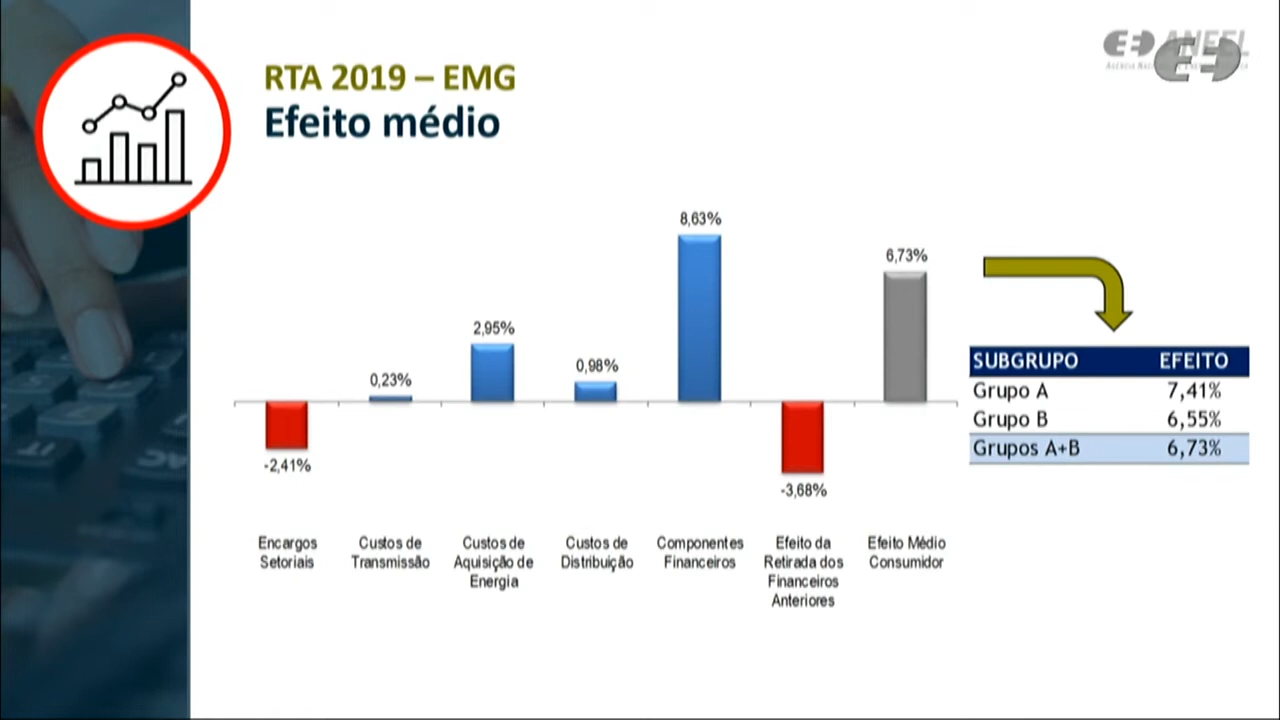 RTA 2019 – EMG
Efeito médio
ANEEL
8,63%
6,73%
2,95%
0,98%
0,23%
-2,41%
-3,68%
Encargos
Setoriais
Custos de
Transmissão
Custos de
Aquisição de
Energia
Custos de
Distribuição
Componentes
Financeiros
Efeito da
Retirada dos
Financeiros
Anteriores
Efeito Médio
Consumidor
SUBGRUPO EFEITO
Grupo A 7,41%
Grupo B 6,55%
Grupos A+B 6,73%